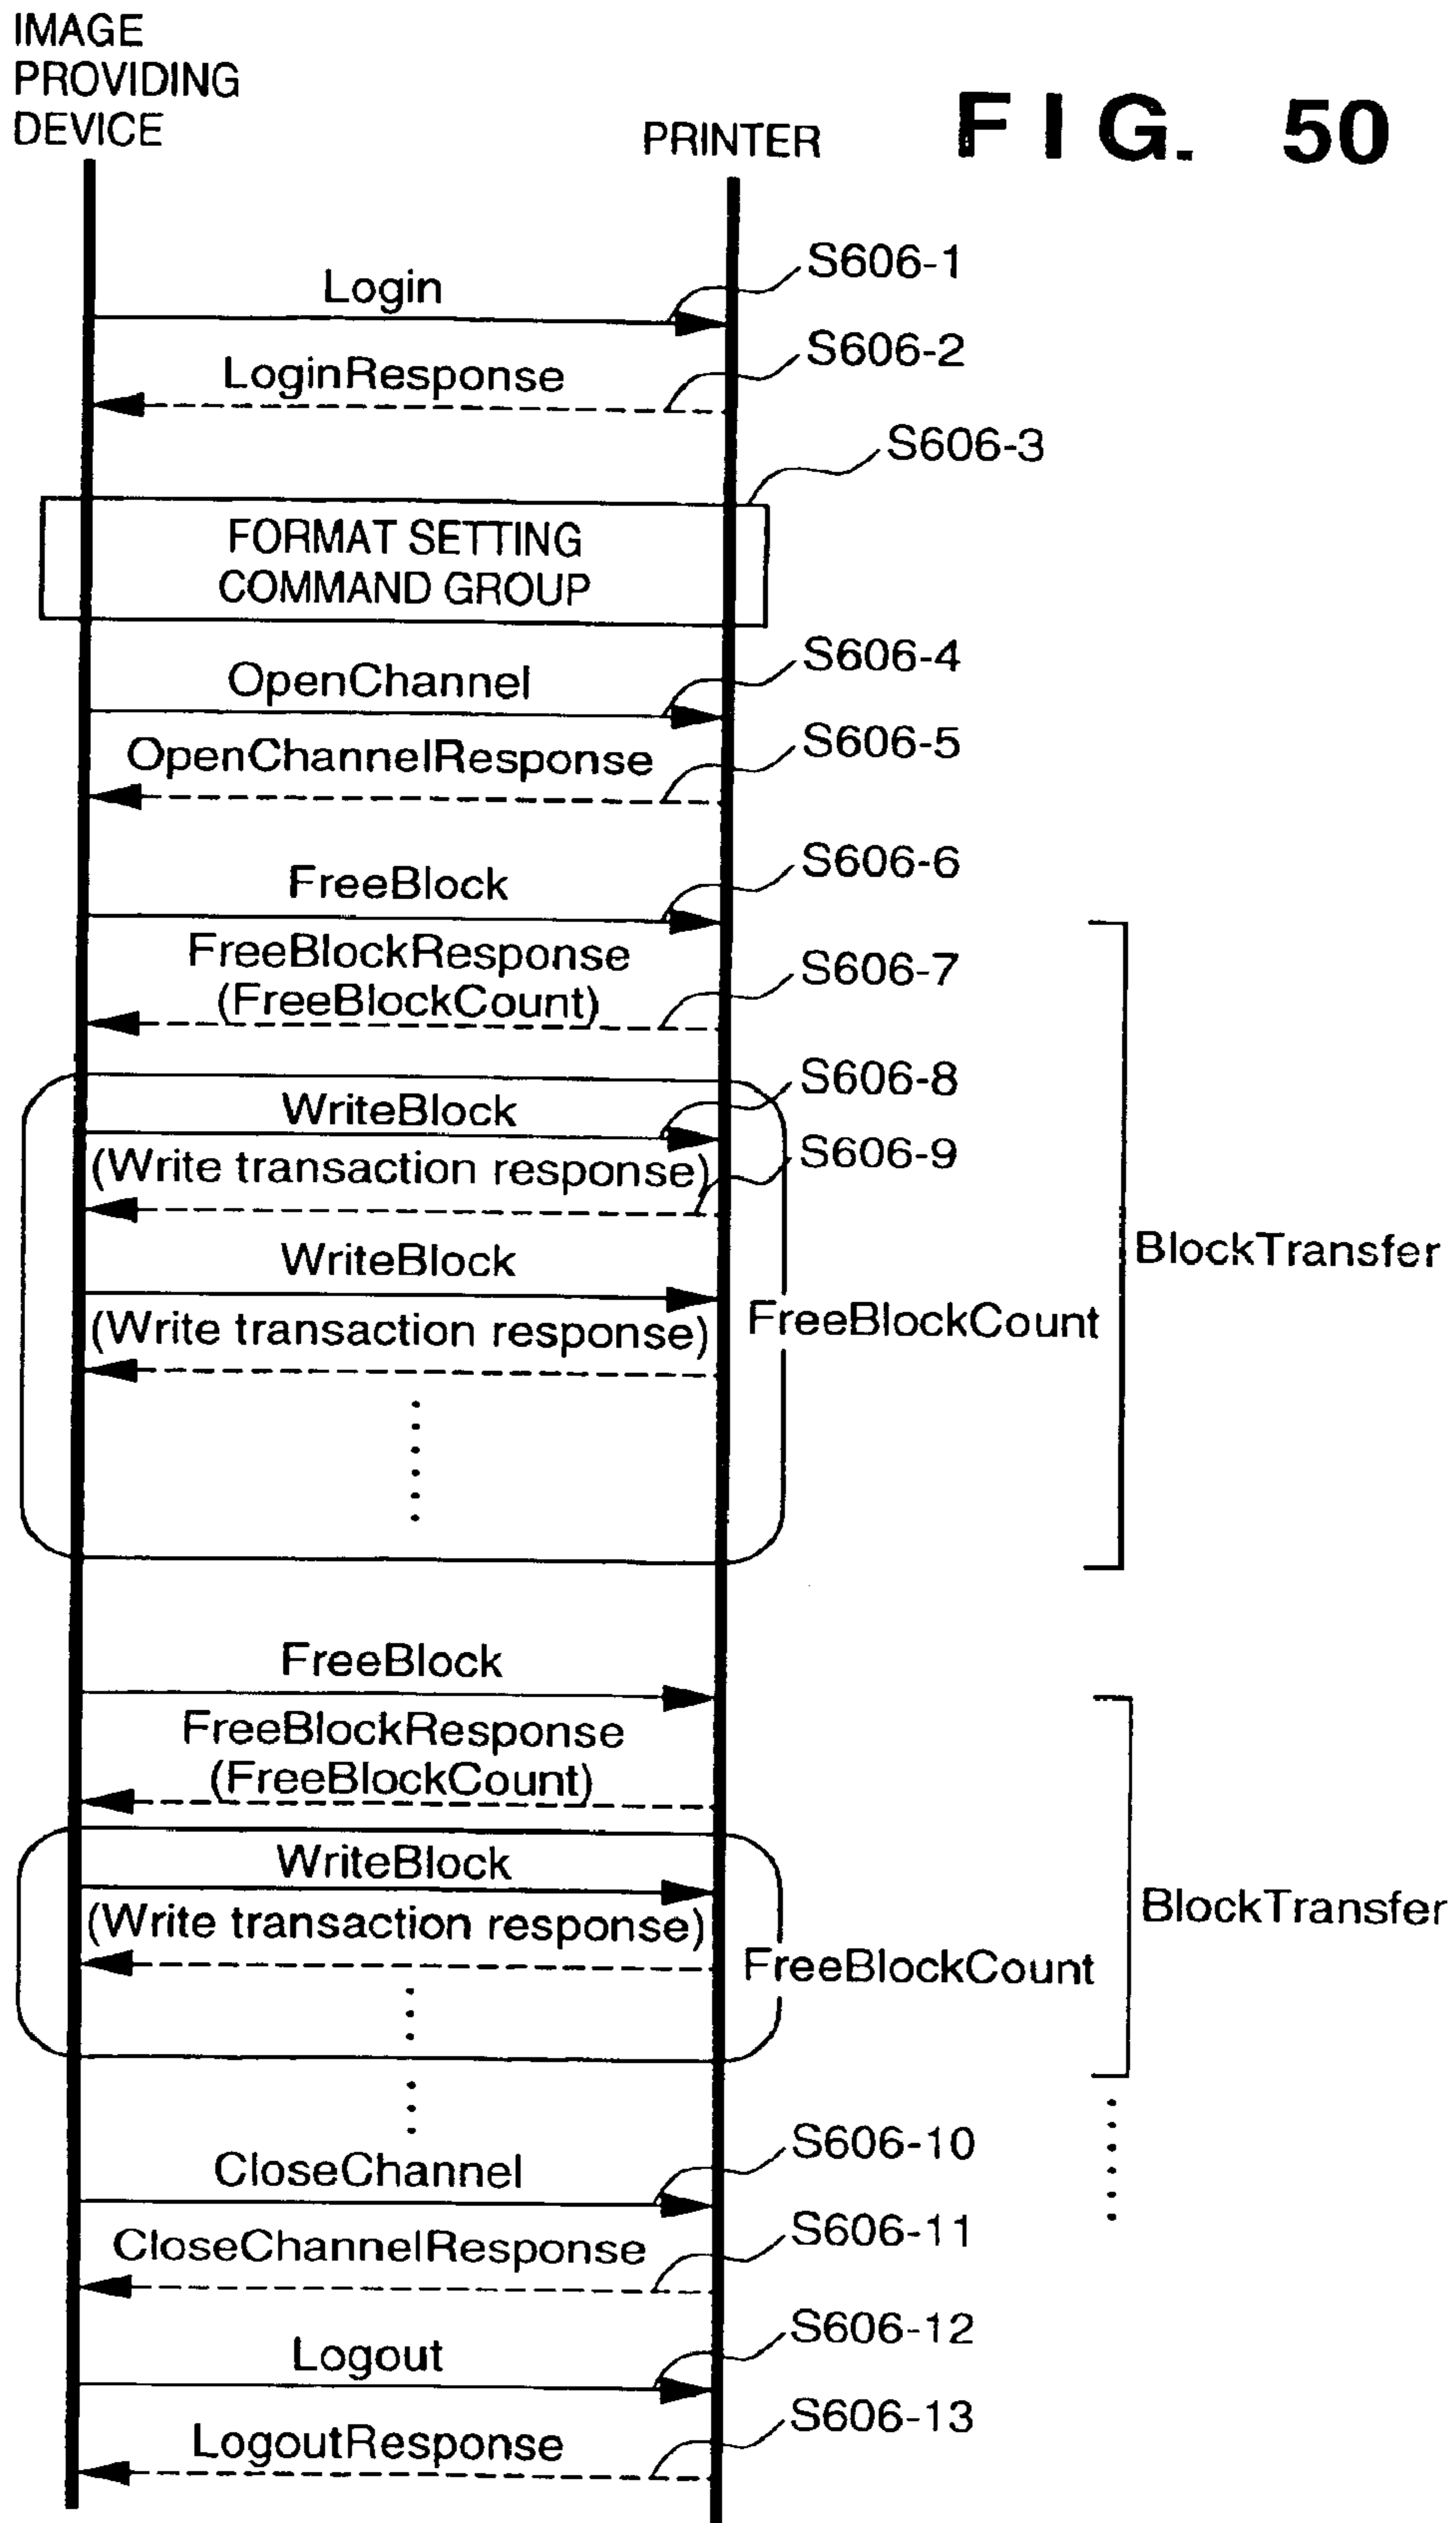 IMAGE
PROVIDING
DEVICE
PRINTER
FIG. 50
S606-1
Login
S606-2
LoginResponse
S606-3
FORMAT SETTING
COMMAND GROUP
S606-4
OpenChannel
S606-5
OpenChannelResponse
S606-6
FreeBlock
FreeBlockResponse
(FreeBlockCount)
S606-7
S606-8
WriteBlock
S606-9
(Write transaction response)
BlockTransfer
WriteBlock
FreeBlockCount
(Write transaction response)
FreeBlock
FreeBlockResponse
(FreeBlockCount)
WriteBlock
BlockTransfer
(Write transaction response)
FreeBlockCount
S606-10
CloseChannel
S606-11
CloseChannelResponse
S606-12
Logout
S606-13
LogoutResponse